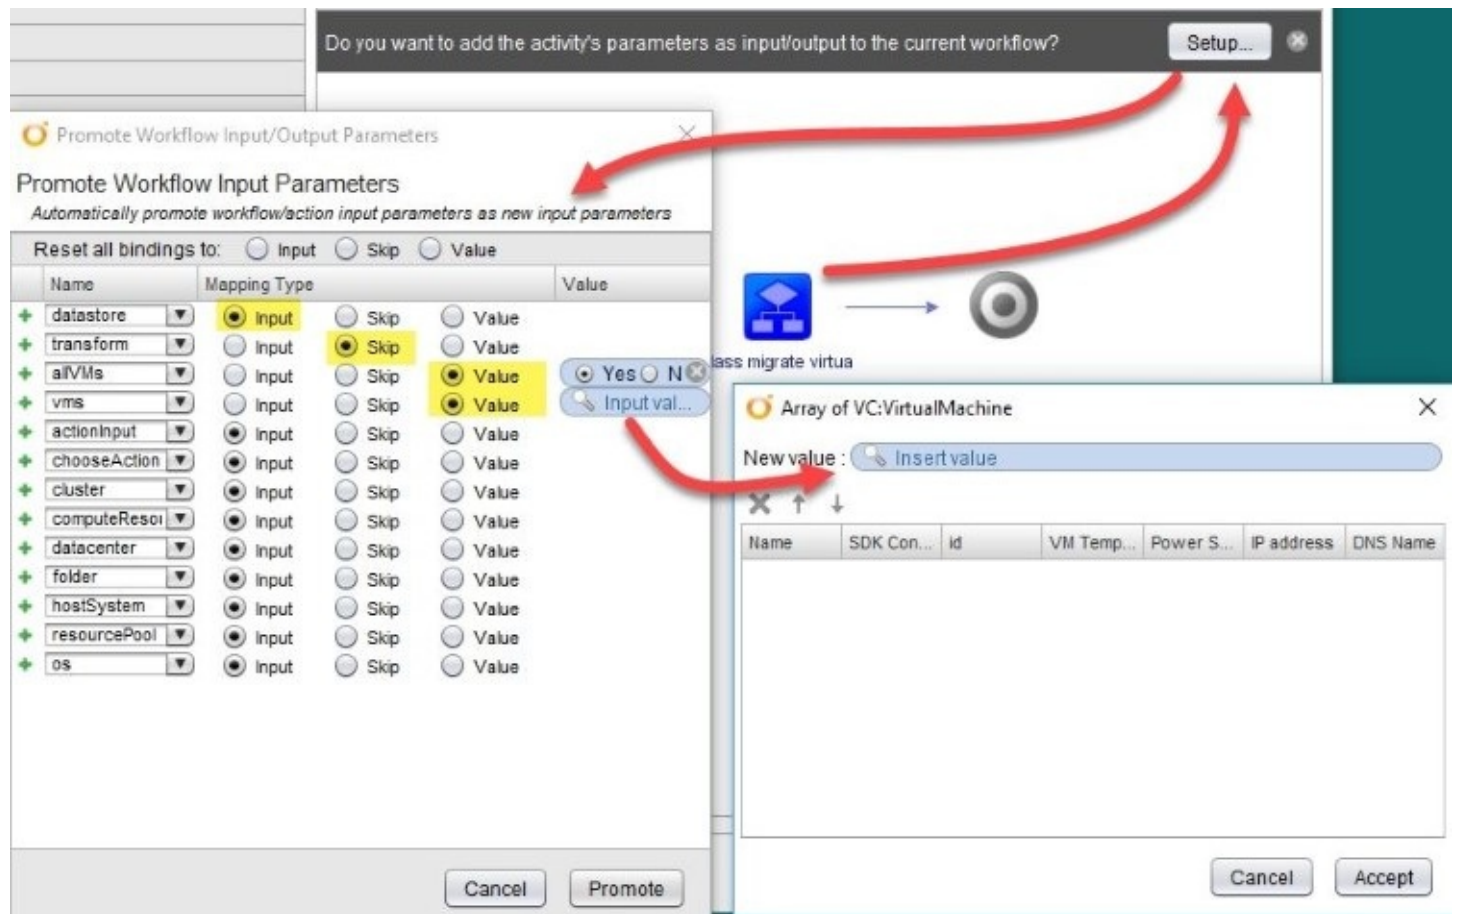 Do you want to add the activity's parameters as input/output to the current workflow? Setup...
Promote Workflow Input/Output Parameters
Promote Workflow Input Parameters
Automatically promote workflow/action input parameters as new input parameters
Reset all bindings to: Input Skip Value
Name Mapping Type Value
datastore Input Skip Value
transform Input Skip Value
allVMs Input Skip Value Yes N
vms Input Skip Value Input val...
actionInput Input Skip Value
chooseAction Input Skip Value
cluster Input Skip Value
computeResou Input Skip Value
datacenter Input Skip Value
folder Input Skip Value
hostSystem Input Skip Value
resourcePool Input Skip Value
os Input Skip Value
Cancel Promote
lass migrate virtua
Array of VC:VirtualMachine
New value : Insert value
Name SDK Con... id VM Temp... Power S... IP address DNS Name
Cancel Accept